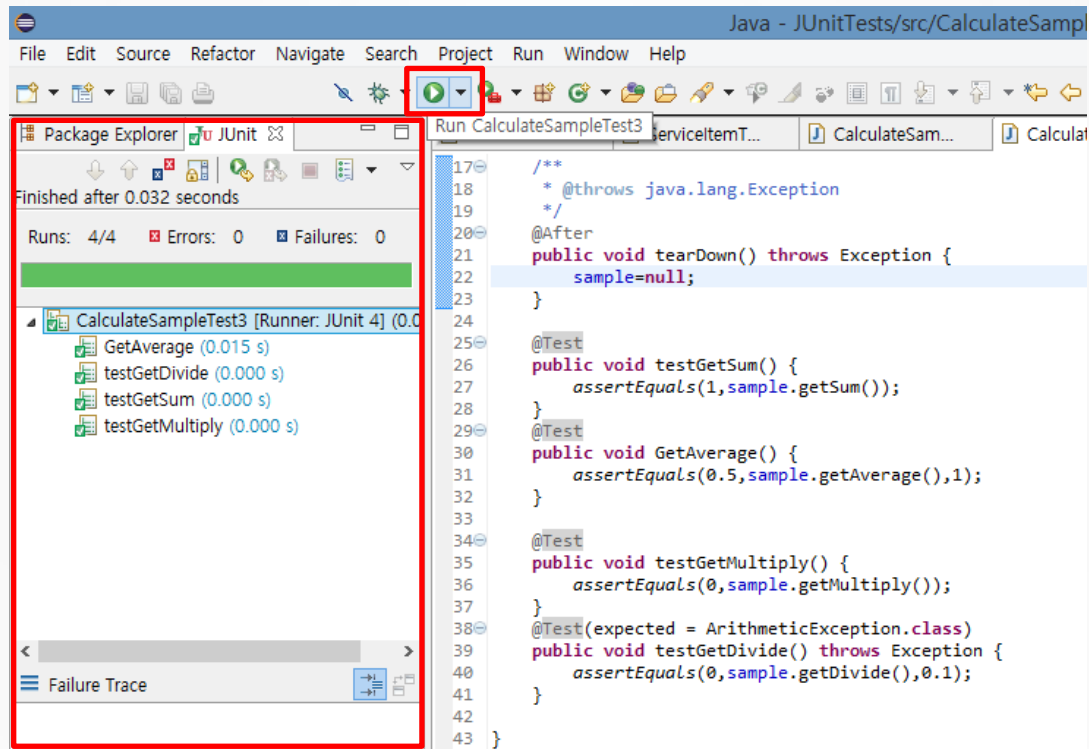 Java - JUnitTests/src/CalculateSampl
File Edit Source Refactor Navigate Search Project Run Window Help
Run CalculateSampleTest3
Package Explorer JUnit
erviceItemT... CalculateSam... Calculat
Finished after 0.032 seconds
Runs: 4/4 Errors: 0 Failures: 0
CalculateSampleTest3 [Runner: JUnit 4] (0.0
GetAverage (0.015 s)
testGetDivide (0.000 s)
testGetSum (0.000 s)
testGetMultiply (0.000 s)
Failure Trace
17 /**
18 * @throws java.lang.Exception
19 */
20 @After
21 public void tearDown() throws Exception {
22 sample=null;
23 }
24
25 @Test
26 public void testGetSum() {
27 assertEquals(1,sample.getSum());
28 }
29 @Test
30 public void GetAverage() {
31 assertEquals(0.5,sample.getAverage(),1);
32 }
33
34 @Test
35 public void testGetMultiply() {
36 assertEquals(0,sample.getMultiply());
37 }
38 @Test(expected = ArithmeticException.class)
39 public void testGetDivide() throws Exception {
40 assertEquals(0,sample.getDivide(),0.1);
41 }
42
43 }